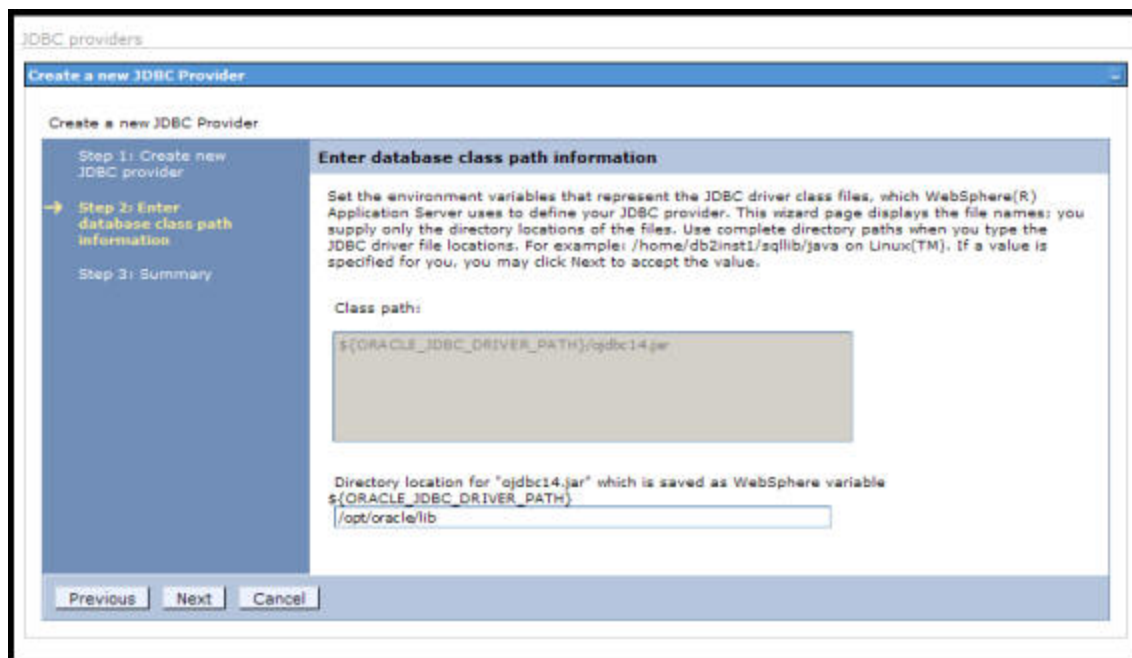 JDBC providers
Create a new JDBC Provider
Create a new JDBC Provider
Step 1: Create new
JDBC provider
Step 2: Enter
database class path
information
Step 3: Summary
Enter database class path information
Set the environment variables that represent the JDBC driver class files, which WebSphere(R)
Application Server uses to define your JDBC provider. This wizard page displays the file names; you
supply only the directory locations of the files. Use complete directory paths when you type the
JDBC driver file locations. For example: /home/db2inst1/sqllib/java on Linux(TM). If a value is
specified for you, you may click Next to accept the value.
Class path:
${ORACLE_JDBC_DRIVER_PATH}/ojdbc14.jar
Directory location for "ojdbc14.jar" which is saved as WebSphere variable
${ORACLE_JDBC_DRIVER_PATH}
/opt/oracle/lib
Previous Next Cancel